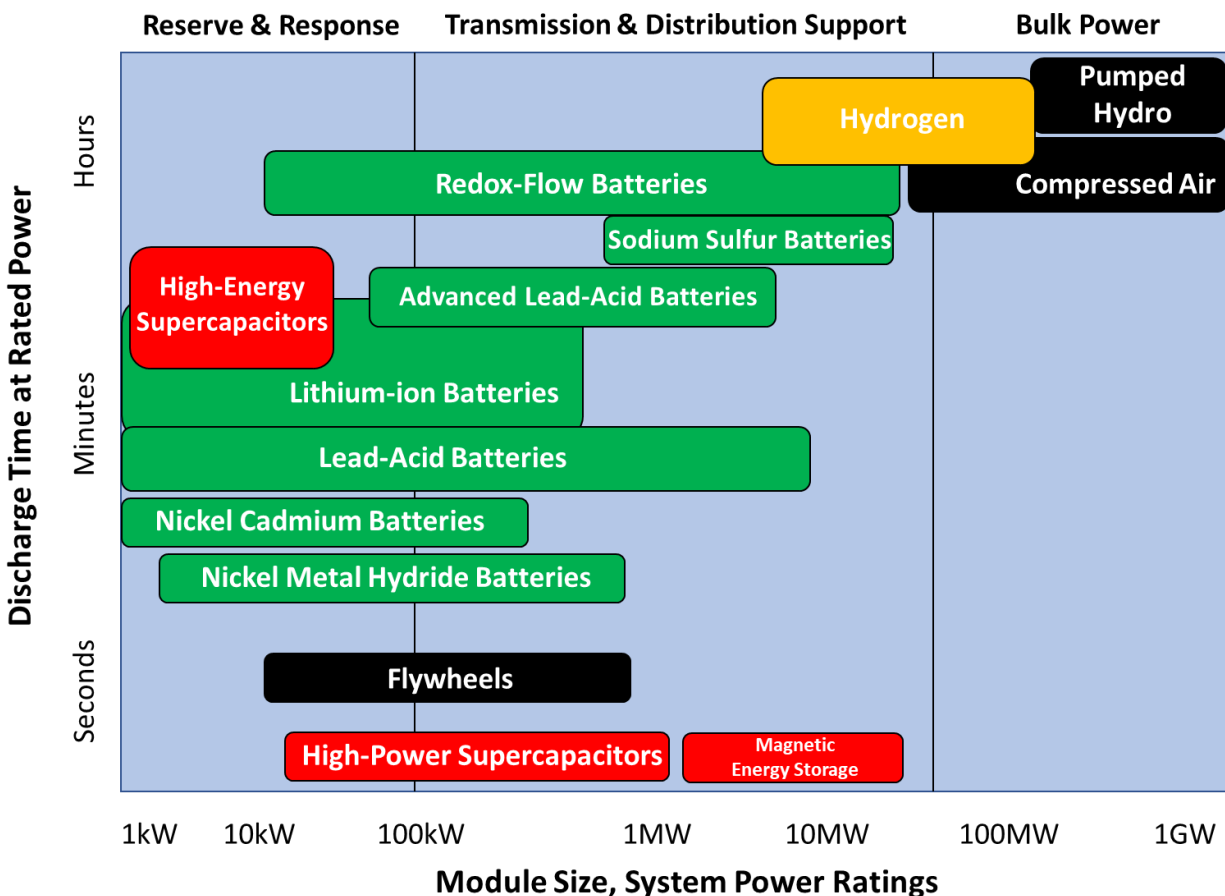 Reserve & Response
Transmission & Distribution Support
Bulk Power
Discharge Time at Rated Power
Hours
Minutes
Seconds
Pumped
Hydro
Hydrogen
Compressed Air
Redox-Flow Batteries
Sodium Sulfur Batteries
High-Energy
Supercapacitors
Advanced Lead-Acid Batteries
Lithium-ion Batteries
Lead-Acid Batteries
Nickel Cadmium Batteries
Nickel Metal Hydride Batteries
Flywheels
High-Power Supercapacitors
Magnetic
Energy Storage
1kW
10kW
100kW
1MW
10MW
100MW
1GW
Module Size, System Power Ratings